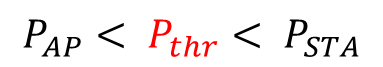 P_AP < P_thr < P_STA